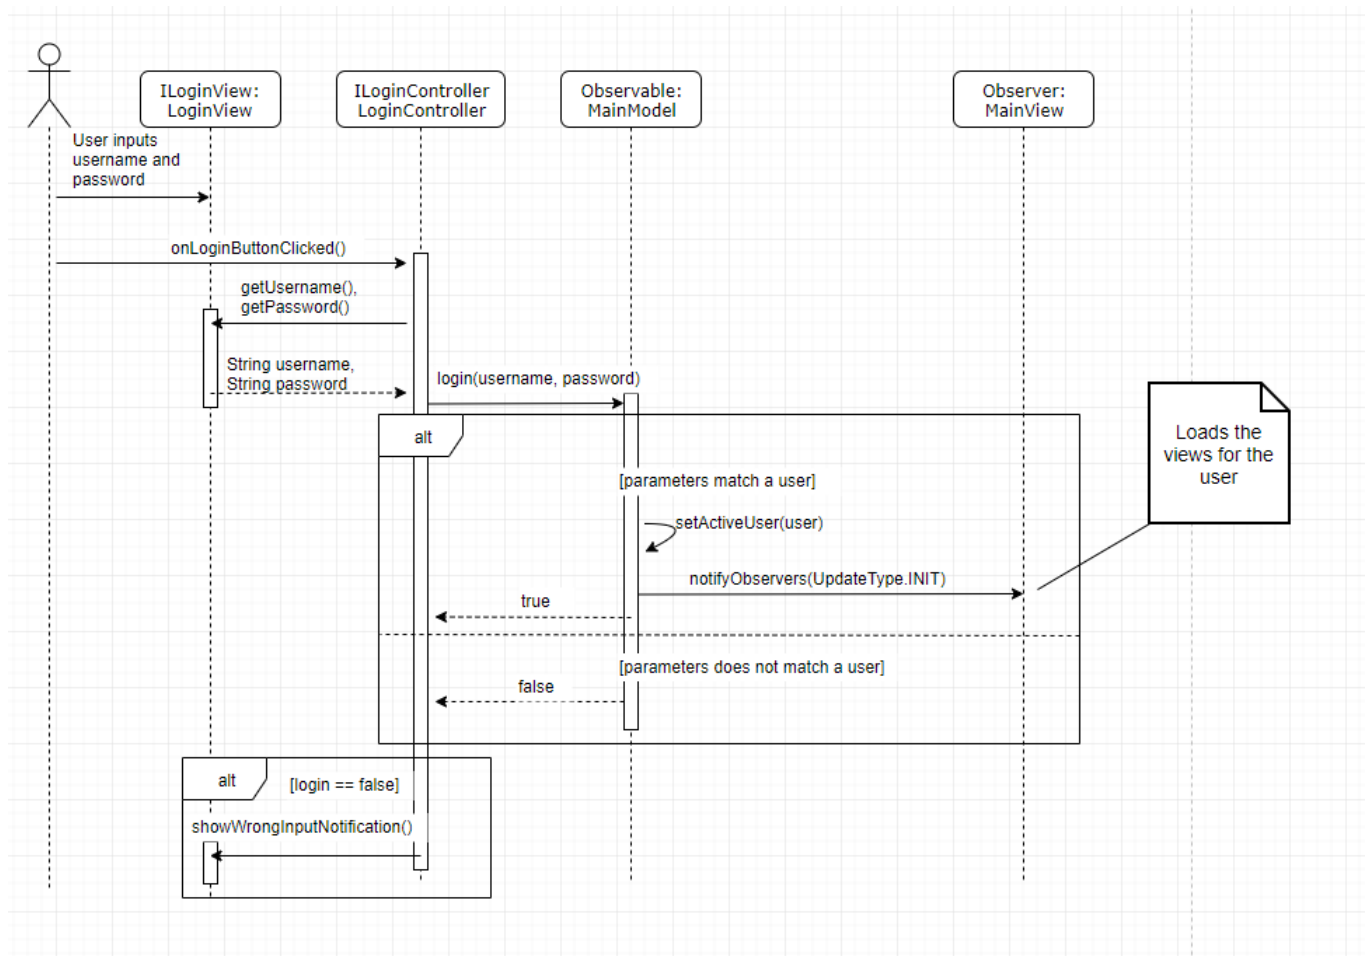 ILoginView:
LoginView
ILoginController
LoginController
Observable:
MainModel
Observer:
MainView
User inputs
username and
password
onLoginButtonClicked()
getUsername(),
getPassword()
String username,
String password
login(username, password)
alt
Loads the
views for the
user
[parameters match a user]
setActiveUser(user)
notifyObservers(UpdateType.INIT)
true
[parameters does not match a user]
false
alt
[login == false]
showWrongInputNotification()